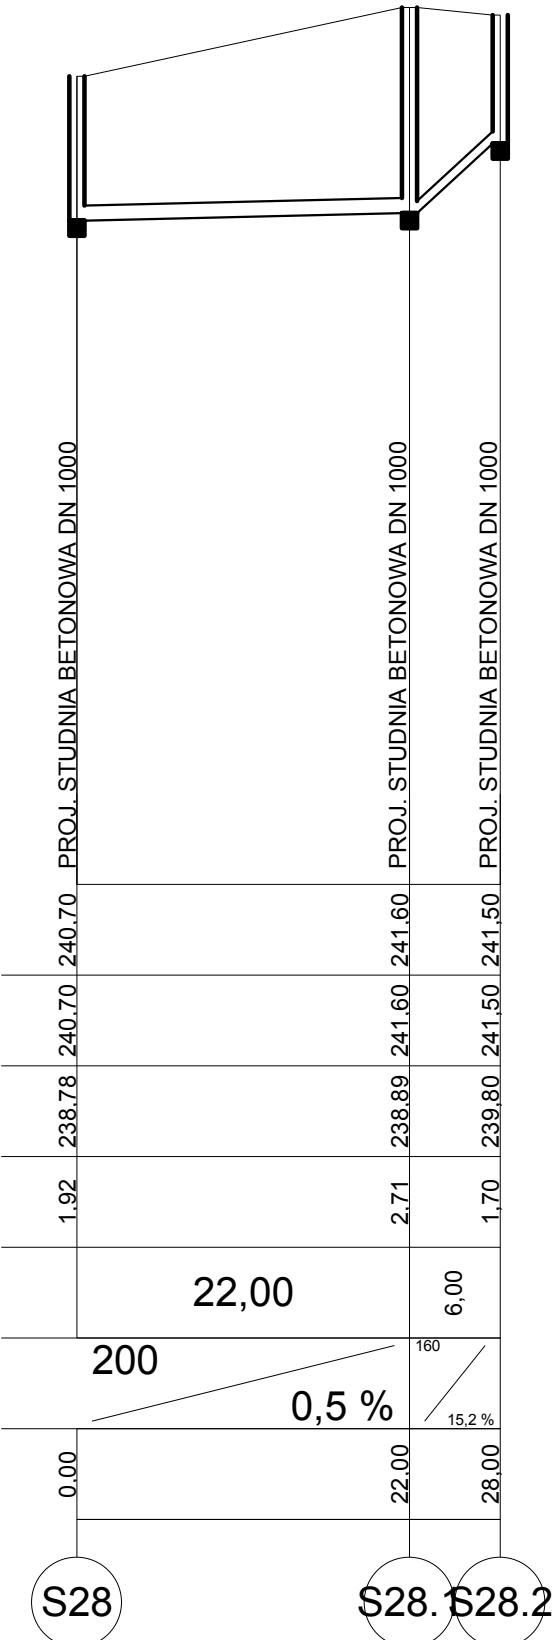 PROJ. STUDNIA BETONOWA DN 1000
PROJ. STUDNIA BETONOWA DN 1000
PROJ. STUDNIA BETONOWA DN 1000
240,70 241,60 241,50
240,70 241,60 241,50
238,78 238,89 239,80
1,92 2,71 1,70
22,00 6,00
200 160
0,5 % 15,2 %
0,00 22,00 28,00
S28 S28.1 S28.2